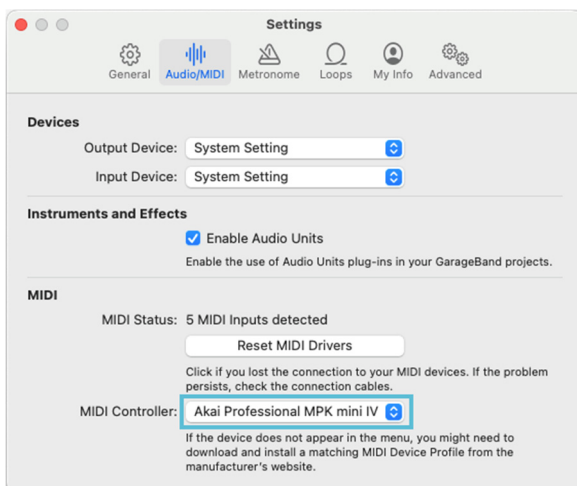 Settings
General Audio/MIDI Metronome Loops My Info Advanced
Devices
Output Device: System Setting
Input Device: System Setting
Instruments and Effects
Enable Audio Units
Enable the use of Audio Units plug-ins in your GarageBand projects.
MIDI
MIDI Status: 5 MIDI Inputs detected
Reset MIDI Drivers
Click if you lost the connection to your MIDI devices. If the problem
persists, check the connection cables.
MIDI Controller: Akai Professional MPK mini IV
If the device does not appear in the menu, you might need to
download and install a matching MIDI Device Profile from the
manufacturer's website.